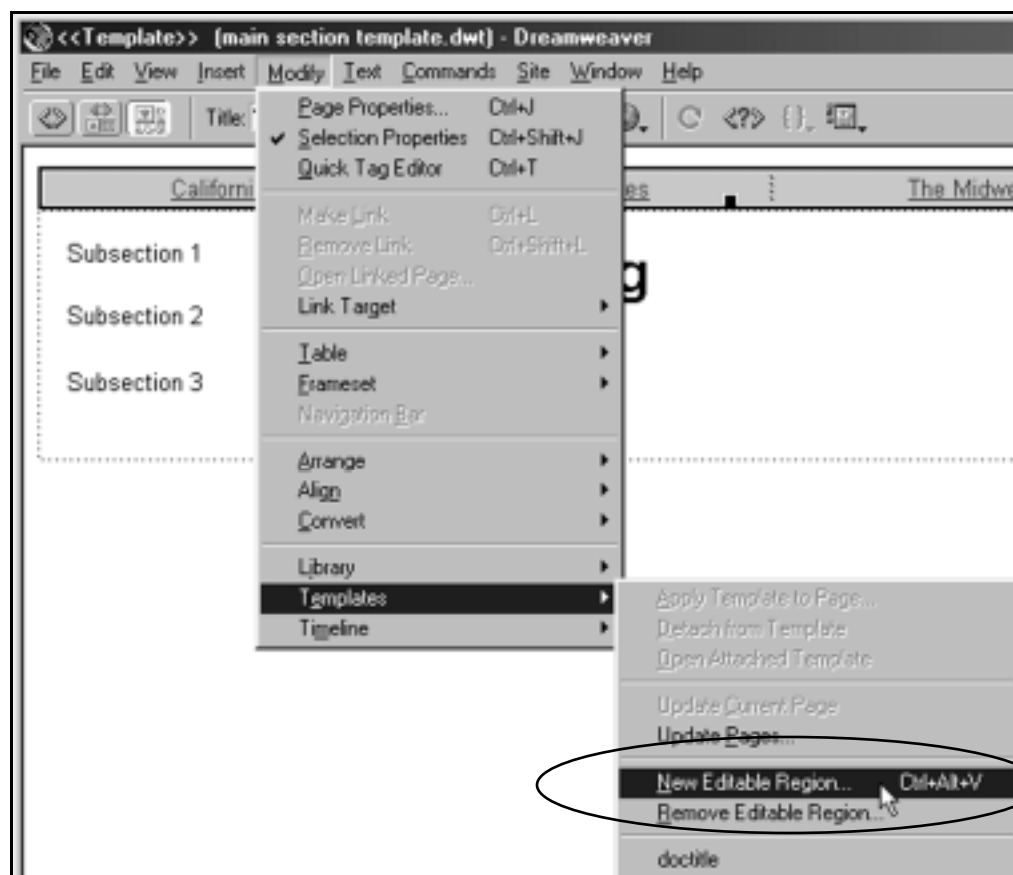 <<Template>> (main section template.dwt) - Dreamweaver
File Edit View Insert Modify Text Commands Site Window Help
Title:
Page Properties... Ctrl+J
✔ Selection Properties Ctrl+Shift+J
Quick Tag Editor Ctrl+T
Californi es The Midwe
Make Link Ctrl+L
Subsection 1
Remove Link Ctrl+Shift+L
g
Open Linked Page...
Link Target
Subsection 2
Table
Subsection 3
Frameset
Navigation Bar
Arrange
Align
Convert
Library
Templates
Timeline
Apply Template to Page...
Detach from Template
Open Attached Template
Update Current Page
Update Pages...
New Editable Region... Ctrl+Alt+V
Remove Editable Region...
doctitle